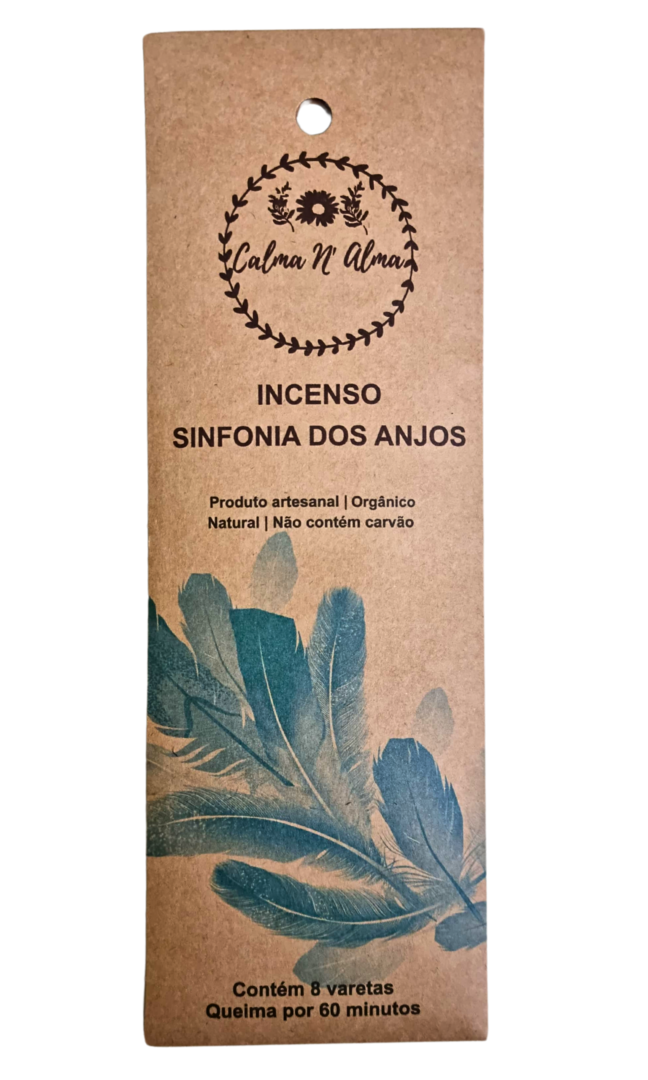 Calma N' Alma
INCENSO
SINFONIA DOS ANJOS
Produto artesanal | Orgânico
Natural | Não contém carvão
Contém 8 varetas
Queima por 60 minutos